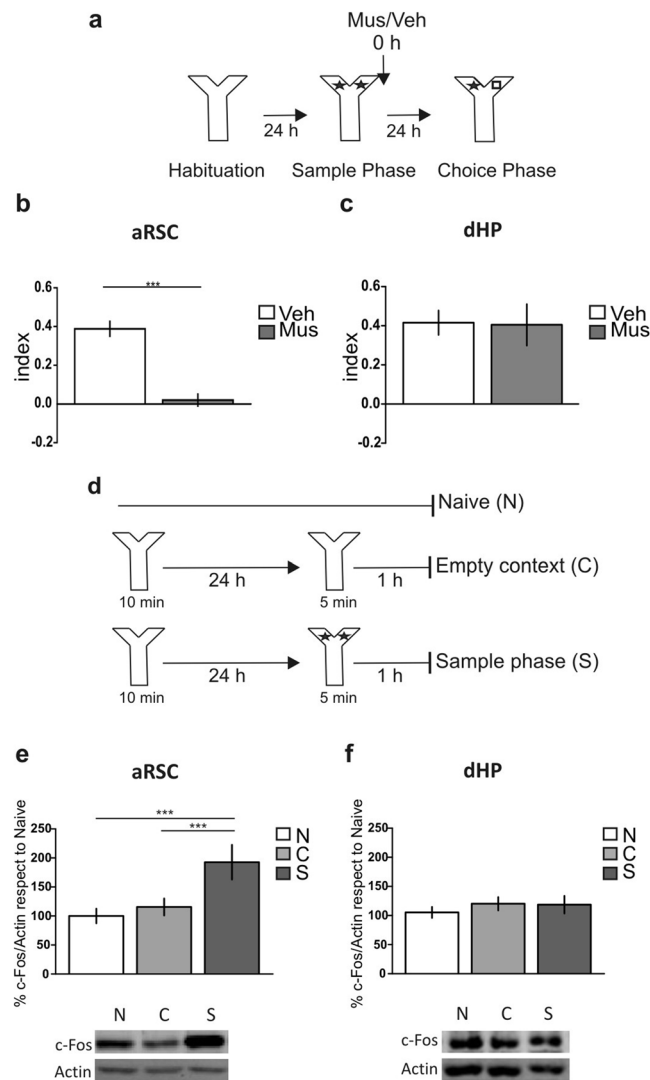 a
Mus/Veh
0 h
24 h
24 h
Habituation
Sample Phase
Choice Phase
b
aRSC
0.6
0.4
0.2
0.0
-0.2
index
***
Veh
Mus
c
dHP
0.6
0.4
0.2
0.0
-0.2
index
Veh
Mus
d
Naive (N)
24 h
1 h
Empty context (C)
10 min
5 min
24 h
1 h
Sample phase (S)
10 min
5 min
e
aRSC
% c-Fos/Actin respect to Naive
250
200
150
100
50
0
***
***
N
C
S
N C S
c-Fos
Actin
f
dHP
% c-Fos/Actin respect to Naive
250
200
150
100
50
0
N
C
S
N C S
c-Fos
Actin